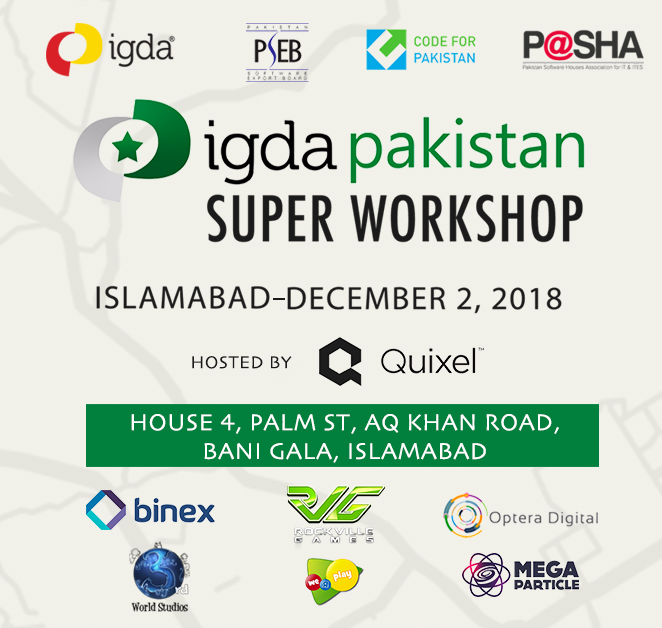 igda®
PAKISTAN
PSEB
SOFTWARE
EXPORT BOARD
CODE FOR
PAKISTAN
P@SHA
Pakistan Software Houses Association for IT & ITES
igda pakistan
SUPER WORKSHOP
ISLAMABAD-DECEMBER 2, 2018
HOSTED BY Quixel™
HOUSE 4, PALM ST, AQ KHAN ROAD,
BANI GALA, ISLAMABAD
binex
RVG
ROCKVILLE
GAMES
Optera Digital
3rd
World Studios
we R play
MEGA
PARTICLE